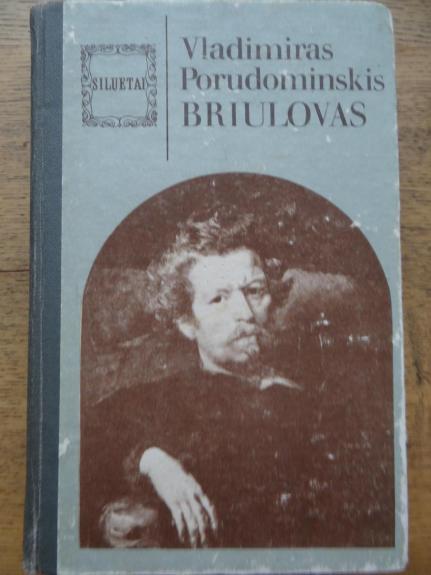 SILUETAI
Vladimiras
Porudominskis
BRIULOVAS